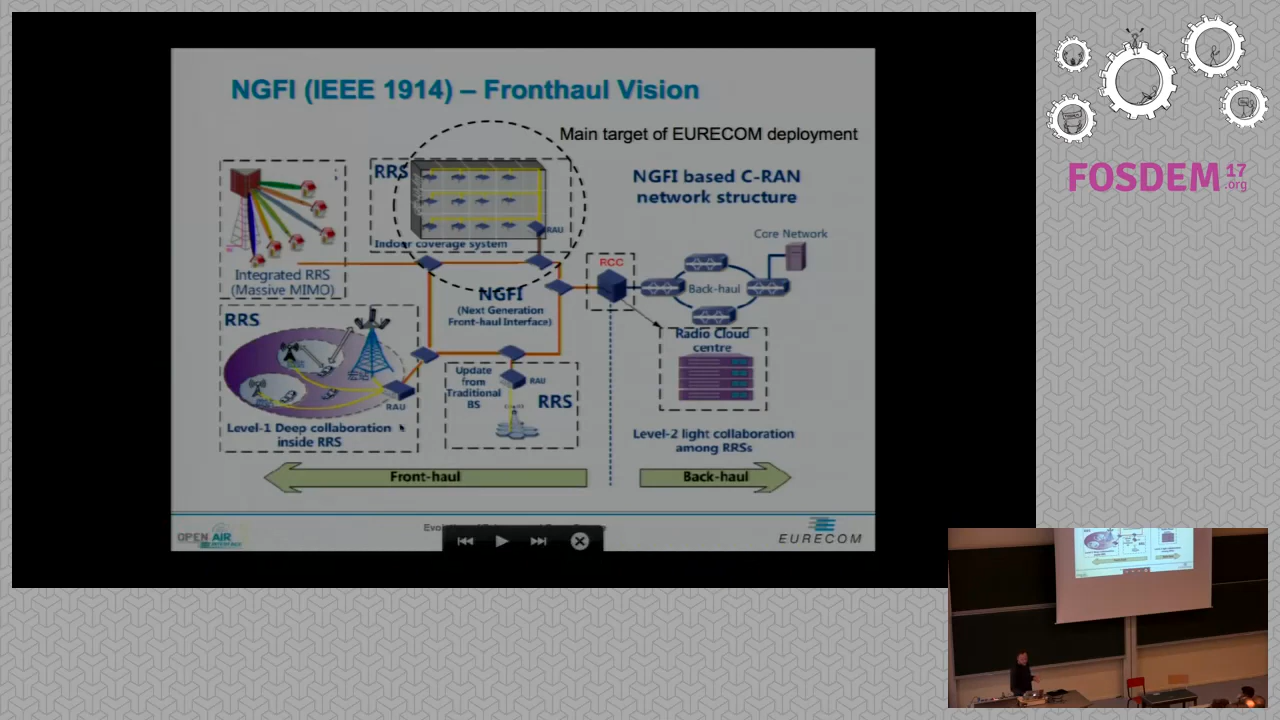 NGFI (IEEE 1914) – Fronthaul Vision
Main target of EURECOM deployment
RRS
RAU
Indoor coverage system
NGFI based C-RAN
network structure
Integrated RRS
(Massive MIMO)
NGFI
(Next Generation
Front-haul Interface)
RCC
Core Network
Back-haul
Radio Cloud
centre
RRS
RAU
Level-1 Deep collaboration
inside RRS
Update
from
Traditional
BS
RAU
RRS
Level-2 light collaboration
among RRSs
Front-haul
Back-haul
OPEN AIR
INTERFACE
EURECOM
FOSDEM 17
.org